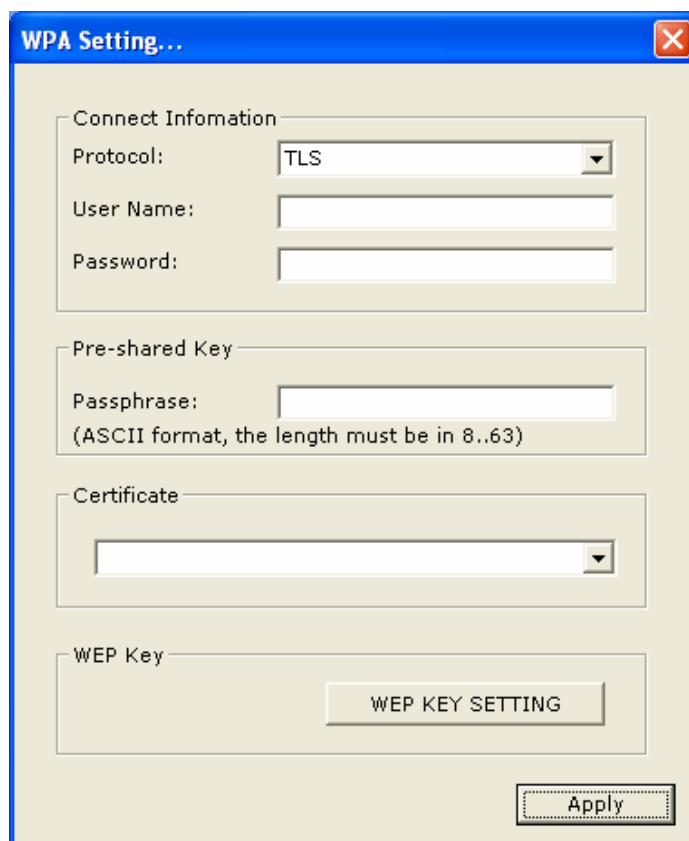 WPA Setting...
Connect Infomation
Protocol: TLS
User Name:
Password:
Pre-shared Key
Passphrase:
(ASCII format, the length must be in 8..63)
Certificate
WEP Key
WEP KEY SETTING
Apply